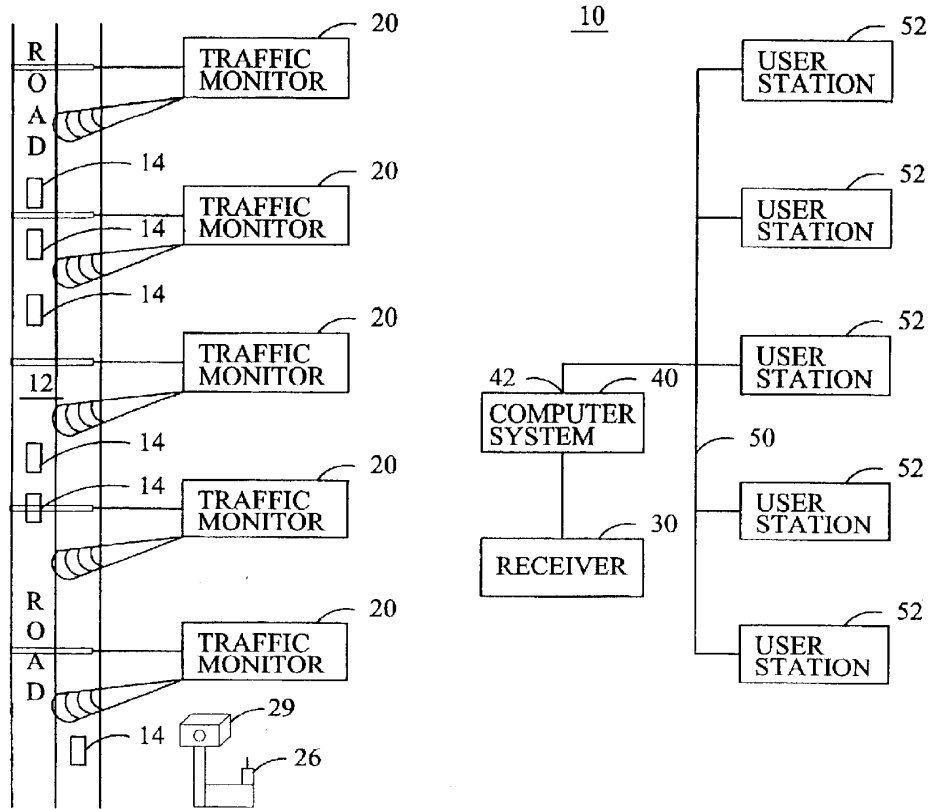 10
ROAD
20
TRAFFIC
MONITOR
14
20
TRAFFIC
MONITOR
14
14
20
TRAFFIC
MONITOR
12
14
20
TRAFFIC
MONITOR
14
20
TRAFFIC
MONITOR
ROAD
14
29
26
42
40
COMPUTER
SYSTEM
30
RECEIVER
50
52
USER
STATION
52
USER
STATION
52
USER
STATION
52
USER
STATION
52
USER
STATION